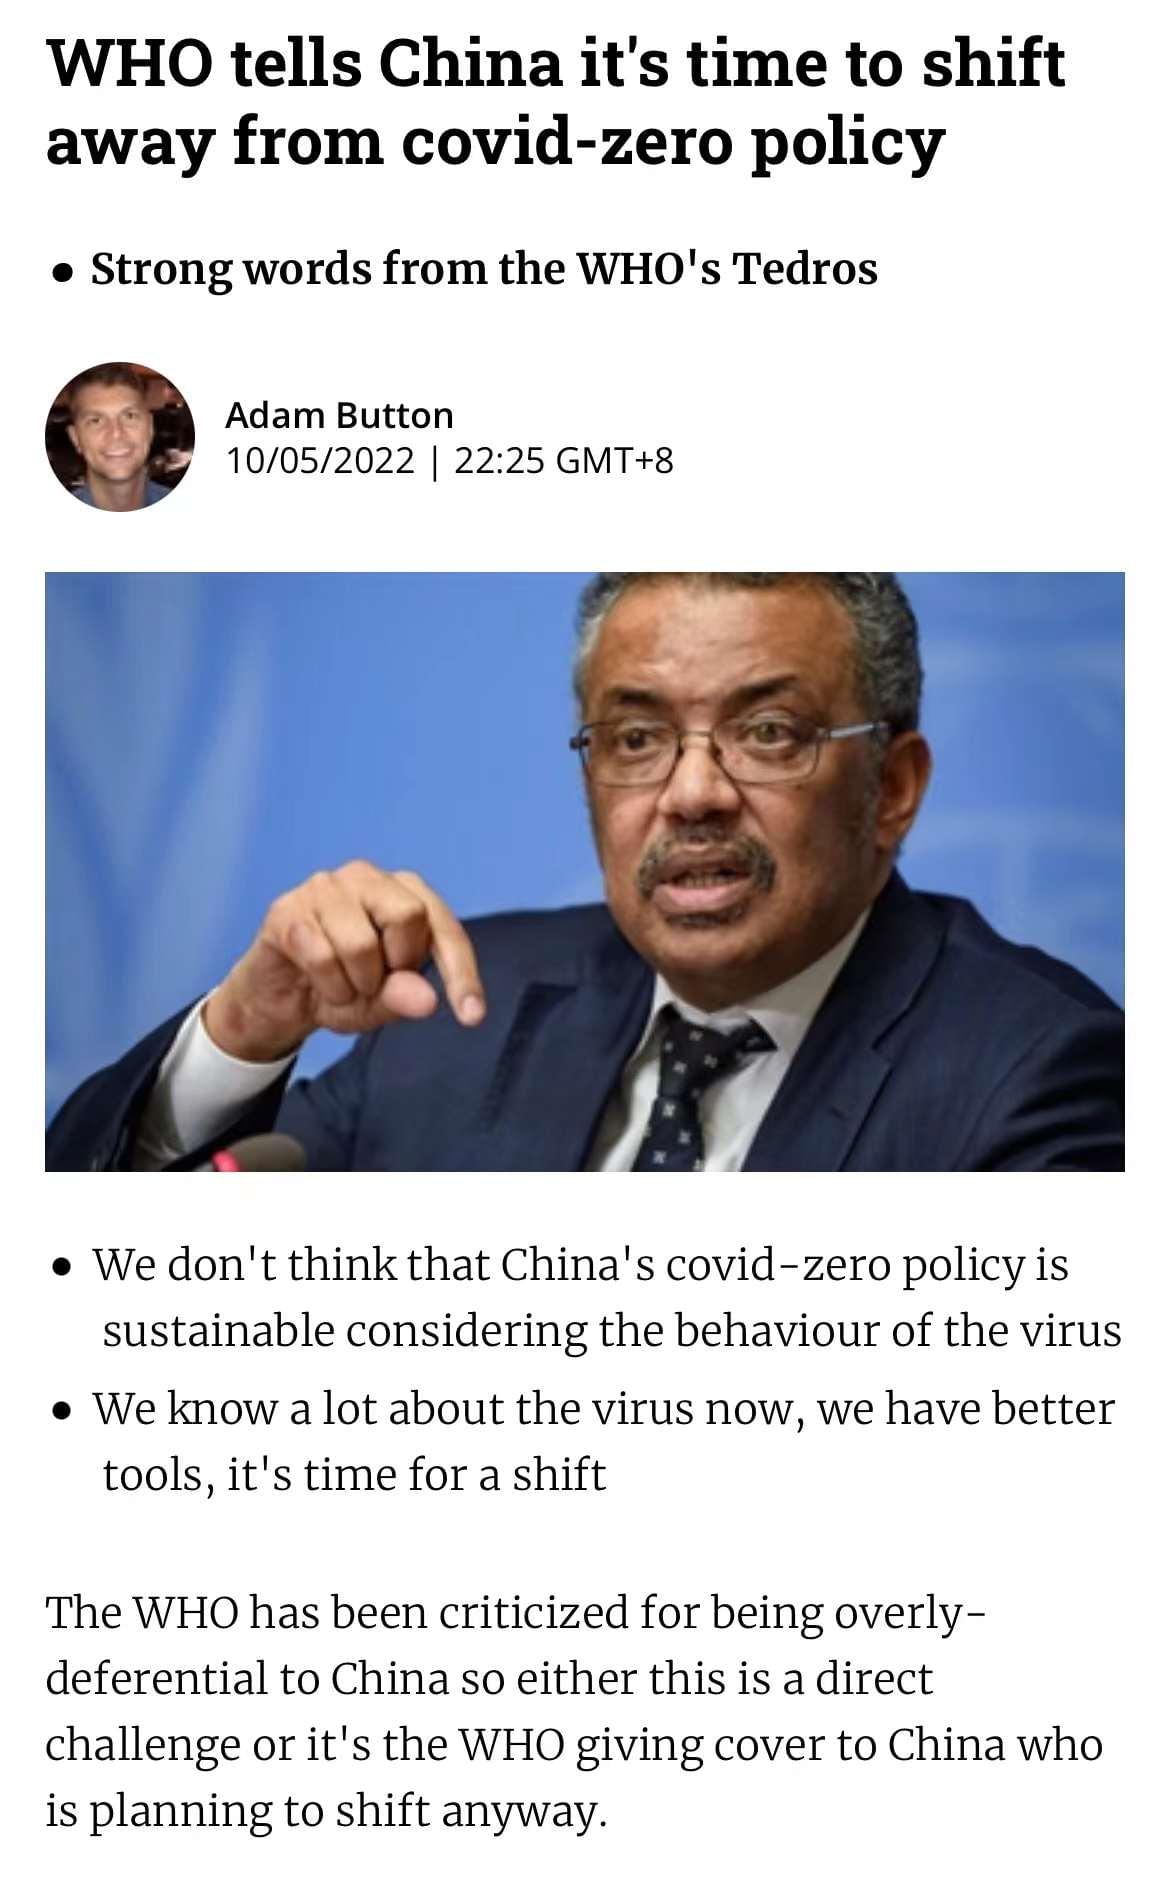 WHO tells China it's time to shift
away from covid-zero policy
● Strong words from the WHO's Tedros
Adam Button
10/05/2022 | 22:25 GMT+8
● We don't think that China's covid-zero policy is
sustainable considering the behaviour of the virus
● We know a lot about the virus now, we have better
tools, it's time for a shift
The WHO has been criticized for being overly-
deferential to China so either this is a direct
challenge or it's the WHO giving cover to China who
is planning to shift anyway.